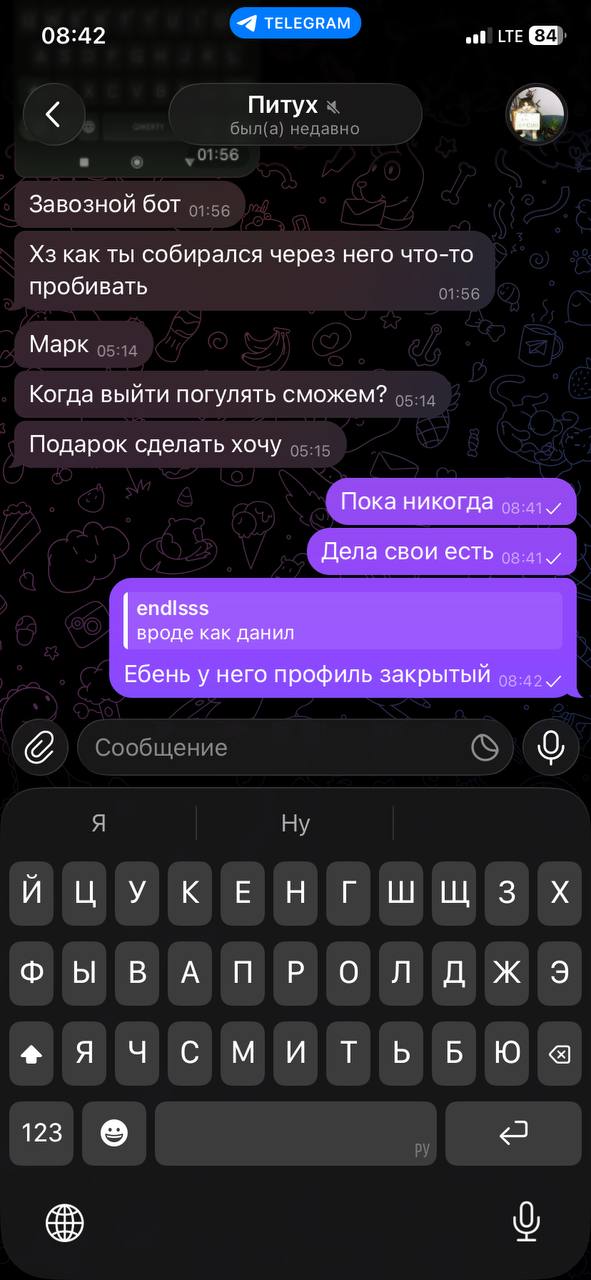 08:42
TELEGRAM
LTE 84
Питух
был(а) недавно
QWERTY
01:56
Завозной бот 01:56
Хз как ты собирался через него что-то
пробивать 01:56
Марк 05:14
Когда выйти погулять сможем? 05:14
Подарок сделать хочу 05:15
Пока никогда 08:41
Дела свои есть 08:41
endlsss
вроде как данил
Ебень у него профиль закрытый 08:42
Сообщение
Я Ну
Й Ц У К Е Н Г Ш Щ З Х
Ф Ы В А П Р О Л Д Ж Э
Я Ч С М И Т Ь Б Ю
123
РУ